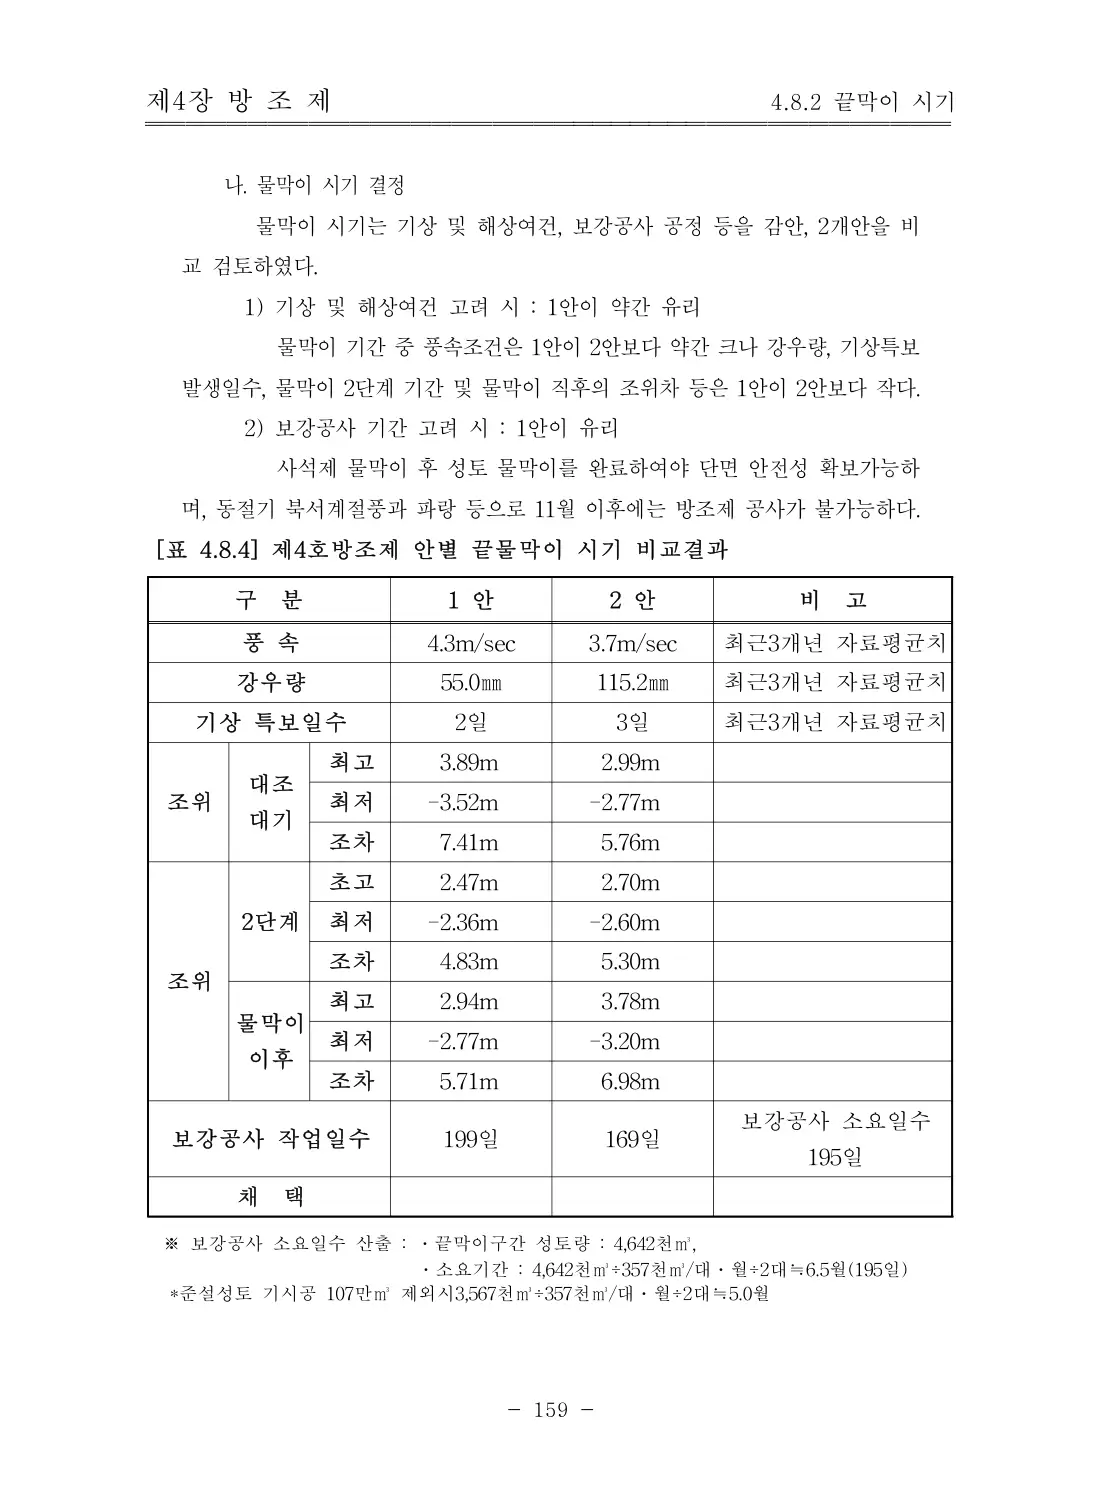 제4장 방 조 제 4.8.2 끝막이 시기
나. 물막이 시기 결정
물막이 시기는 기상 및 해상여건, 보강공사 공정 등을 감안, 2개안을 비
교 검토하였다.
1) 기상 및 해상여건 고려 시 : 1안이 약간 유리
물막이 기간 중 풍속조건은 1안이 2안보다 약간 크나 강우량, 기상특보
발생일수, 물막이 2단계 기간 및 물막이 직후의 조위차 등은 1안이 2안보다 작다.
2) 보강공사 기간 고려 시 : 1안이 유리
사석제 물막이 후 성토 물막이를 완료하여야 단면 안전성 확보가능하
며, 동절기 북서계절풍과 파랑 등으로 11월 이후에는 방조제 공사가 불가능하다.
[표 4.8.4] 제4호방조제 안별 끝물막이 시기 비교결과
구 분 1 안 2 안 비 고
풍 속 4.3m/sec 3.7m/sec 최근3개년 자료평균치
강우량 55.0㎜ 115.2㎜ 최근3개년 자료평균치
기상 특보일수 2일 3일 최근3개년 자료평균치
조위 대조 대기 최고 3.89m 2.99m
최저 -3.52m -2.77m
조차 7.41m 5.76m
조위 2단계 초고 2.47m 2.70m
최저 -2.36m -2.60m
조차 4.83m 5.30m
물막이 이후 최고 2.94m 3.78m
최저 -2.77m -3.20m
조차 5.71m 6.98m
보강공사 작업일수 199일 169일 보강공사 소요일수 195일
채 택
※ 보강공사 소요일수 산출 : ·끝막이구간 성토량 : 4,642천㎥,
·소요기간 : 4,642천㎥÷357천㎥/대·월÷2대≒6.5월(195일)
*준설성토 기시공 107만㎥ 제외시3,567천㎥÷357천㎥/대·월÷2대≒5.0월
- 159 -